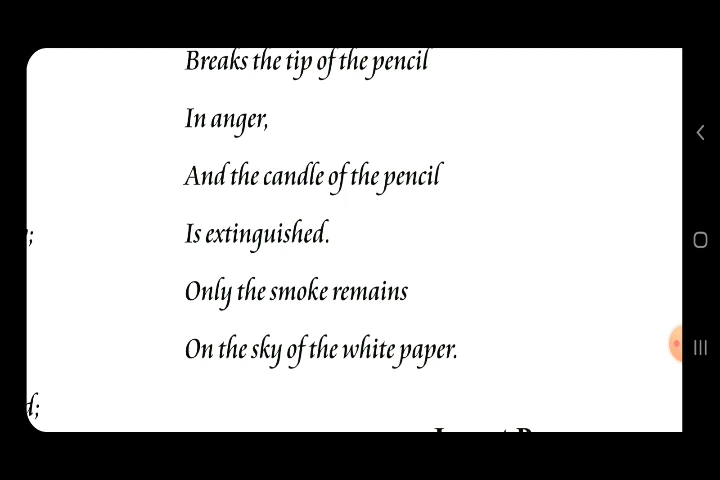 Breaks the tip of the pencil
In anger,
And the candle of the pencil
;
Is extinguished.
Only the smoke remains
On the sky of the white paper.
d;